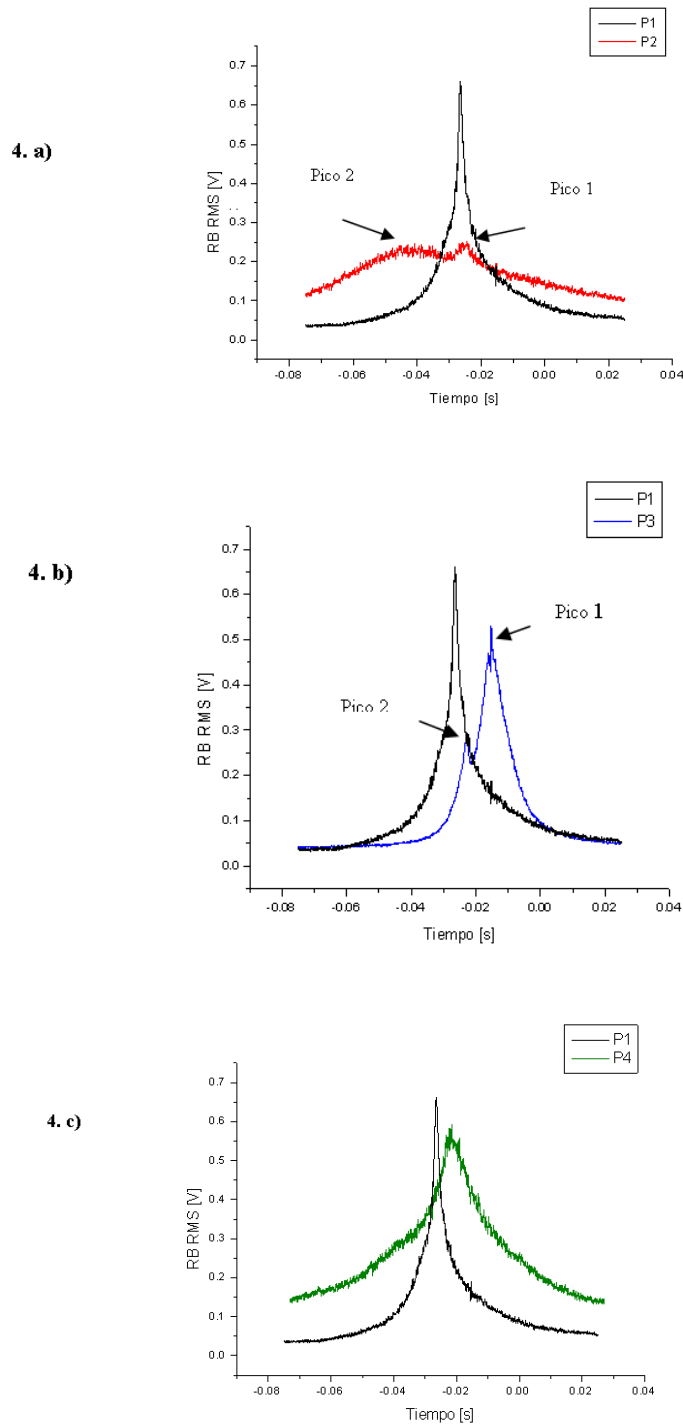 P1
P2
4. a)
Pico 2
Pico 1
RB RMS [V]
0.7
0.6
0.5
0.4
0.3
0.2
0.1
0.0
-0.08 -0.06 -0.04 -0.02 0.00 0.02 0.04
Tiempo [s]
P1
P3
4. b)
Pico 1
Pico 2
RB RMS [V]
0.7
0.6
0.5
0.4
0.3
0.2
0.1
0.0
-0.08 -0.06 -0.04 -0.02 0.00 0.02 0.04
Tiempo [s]
P1
P4
4. c)
RB RMS [V]
0.7
0.6
0.5
0.4
0.3
0.2
0.1
0.0
-0.08 -0.06 -0.04 -0.02 0.00 0.02 0.04
Tiempo [s]